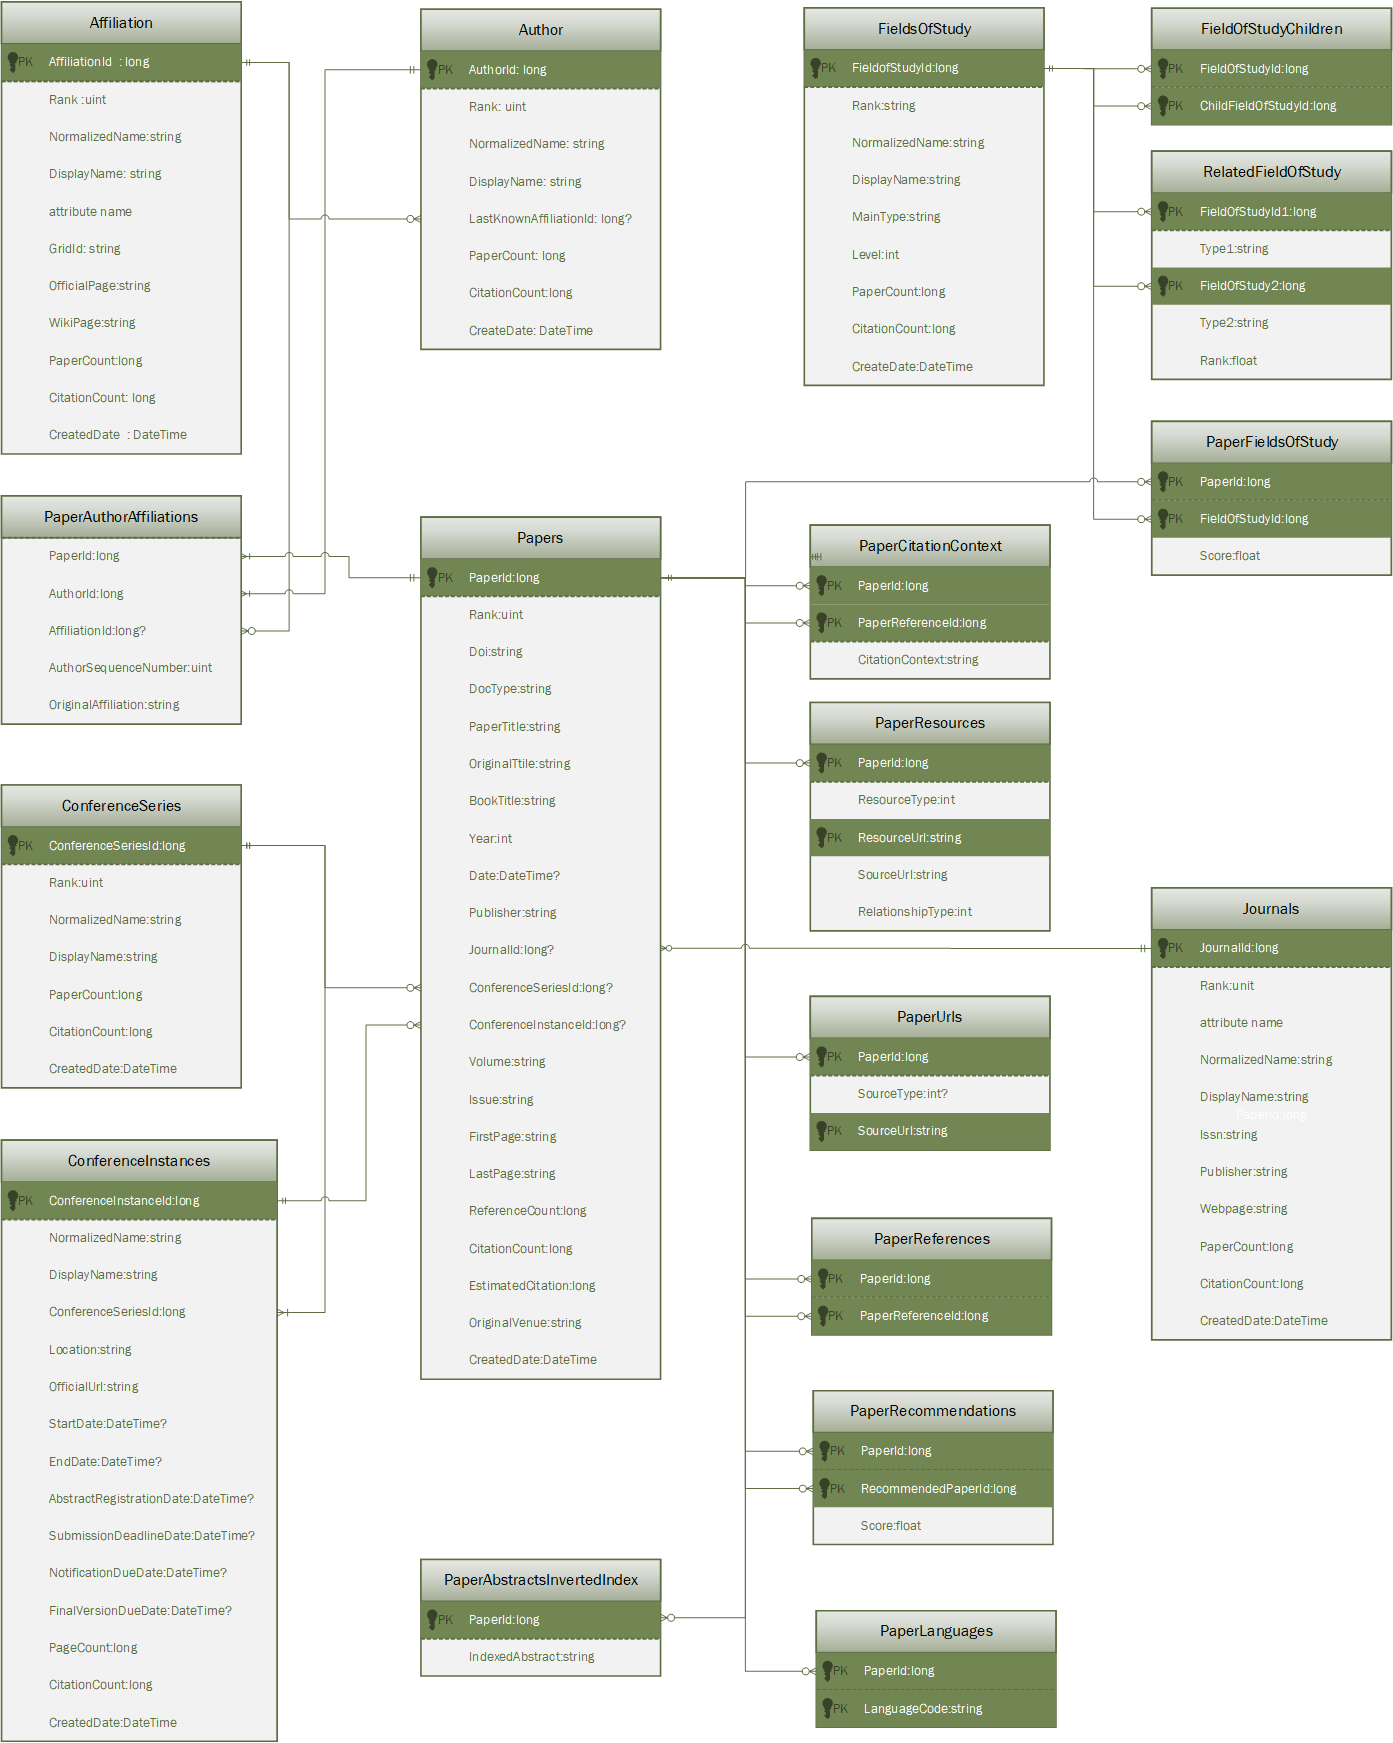 Affiliation
PK AffiliationId : long
Rank :uint
NormalizedName:string
DisplayName: string
attribute name
GridId: string
OfficialPage:string
WikiPage:string
PaperCount:long
CitationCount: long
CreatedDate : DateTime
Author
PK AuthorId: long
Rank: uint
NormalizedName: string
DisplayName: string
LastKnownAffiliationId: long?
PaperCount: long
CitationCount:long
CreateDate: DateTime
FieldsOfStudy
PK FieldofStudyId:long
Rank:string
NormalizedName:string
DisplayName:string
MainType:string
Level:int
PaperCount:long
CitationCount:long
CreateDate:DateTime
FieldOfStudyChildren
PK FieldOfStudyId:long
PK ChildFieldOfStudyId:long
RelatedFieldOfStudy
PK FieldOfStudyId1:long
Type1:string
PK FieldOfStudy2:long
Type2:string
Rank:float
PaperFieldsOfStudy
PK PaperId:long
PK FieldOfStudyId:long
Score:float
PaperAuthorAffiliations
PaperId:long
AuthorId:long
AffiliationId:long?
AuthorSequenceNumber:uint
OriginalAffiliation:string
Papers
PK PaperId:long
Rank:uint
Doi:string
DocType:string
PaperTitle:string
OriginalTtile:string
BookTitle:string
Year:int
Date:DateTime?
Publisher:string
JournalId:long?
ConferenceSeriesId:long?
ConferenceInstanceId:long?
Volume:string
Issue:string
FirstPage:string
LastPage:string
ReferenceCount:long
CitationCount:long
EstimatedCitation:long
OriginalVenue:string
CreatedDate:DateTime
PaperCitationContext
PK PaperId:long
PK PaperReferenceId:long
CitationContext:string
PaperResources
PK PaperId:long
ResourceType:int
PK ResourceUrl:string
SourceUrl:string
RelationshipType:int
ConferenceSeries
PK ConferenceSeriesId:long
Rank:uint
NormalizedName:string
DisplayName:string
PaperCount:long
CitationCount:long
CreatedDate:DateTime
Journals
PK JournalId:long
Rank:unit
attribute name
NormalizedName:string
DisplayName:string
PaperId:long
Issn:string
Publisher:string
Webpage:string
PaperCount:long
CitationCount:long
CreatedDate:DateTime
PaperUrls
PK PaperId:long
SourceType:int?
PK SourceUrl:string
ConferenceInstances
PK ConferenceInstanceId:long
NormalizedName:string
DisplayName:string
ConferenceSeriesId:long
Location:string
OfficialUrl:string
StartDate:DateTime?
EndDate:DateTime?
AbstractRegistrationDate:DateTime?
SubmissionDeadlineDate:DateTime?
NotificationDueDate:DateTime?
FinalVersionDueDate:DateTime?
PageCount:long
CitationCount:long
CreatedDate:DateTime
PaperReferences
PK PaperId:long
PK PaperReferenceId:long
PaperRecommendations
PK PaperId:long
PK RecommendedPaperId:long
Score:float
PaperAbstractsInvertedIndex
PK PaperId:long
IndexedAbstract:string
PaperLanguages
PK PaperId:long
PK LanguageCode:string